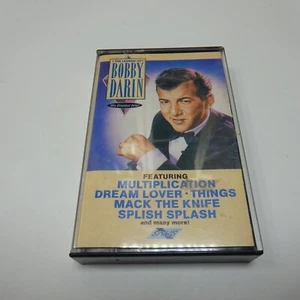 BOBBY
DARIN
FEATURING
MULTIPLICATION
DREAM LOVER · THINGS
MACK THE KNIFE
SPLISH SPLASH
and many more!